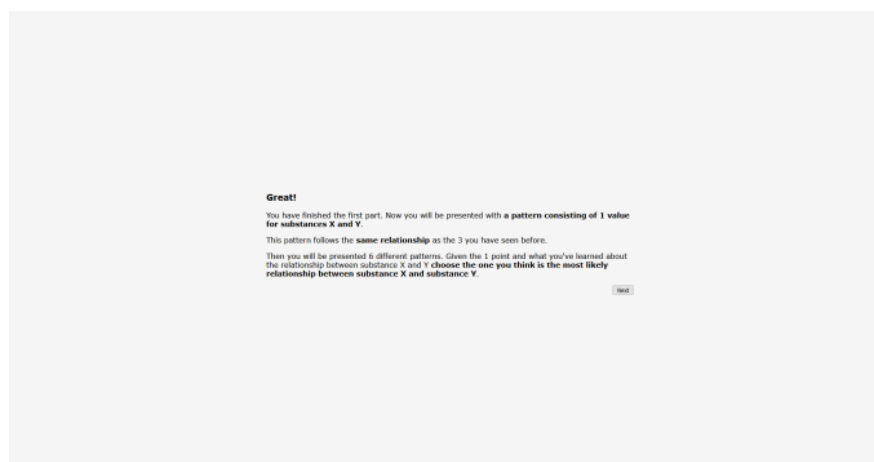 Great!
You have finished the first part. Now you will be presented with a pattern consisting of 1 value
for substances X and Y.
This pattern follows the same relationship as the 3 you have seen before.
Then you will be presented 6 different patterns. Given the 1 point and what you've learned about
the relationship between substance X and Y choose the one you think is the most likely
relationship between substance X and substance Y.
Next